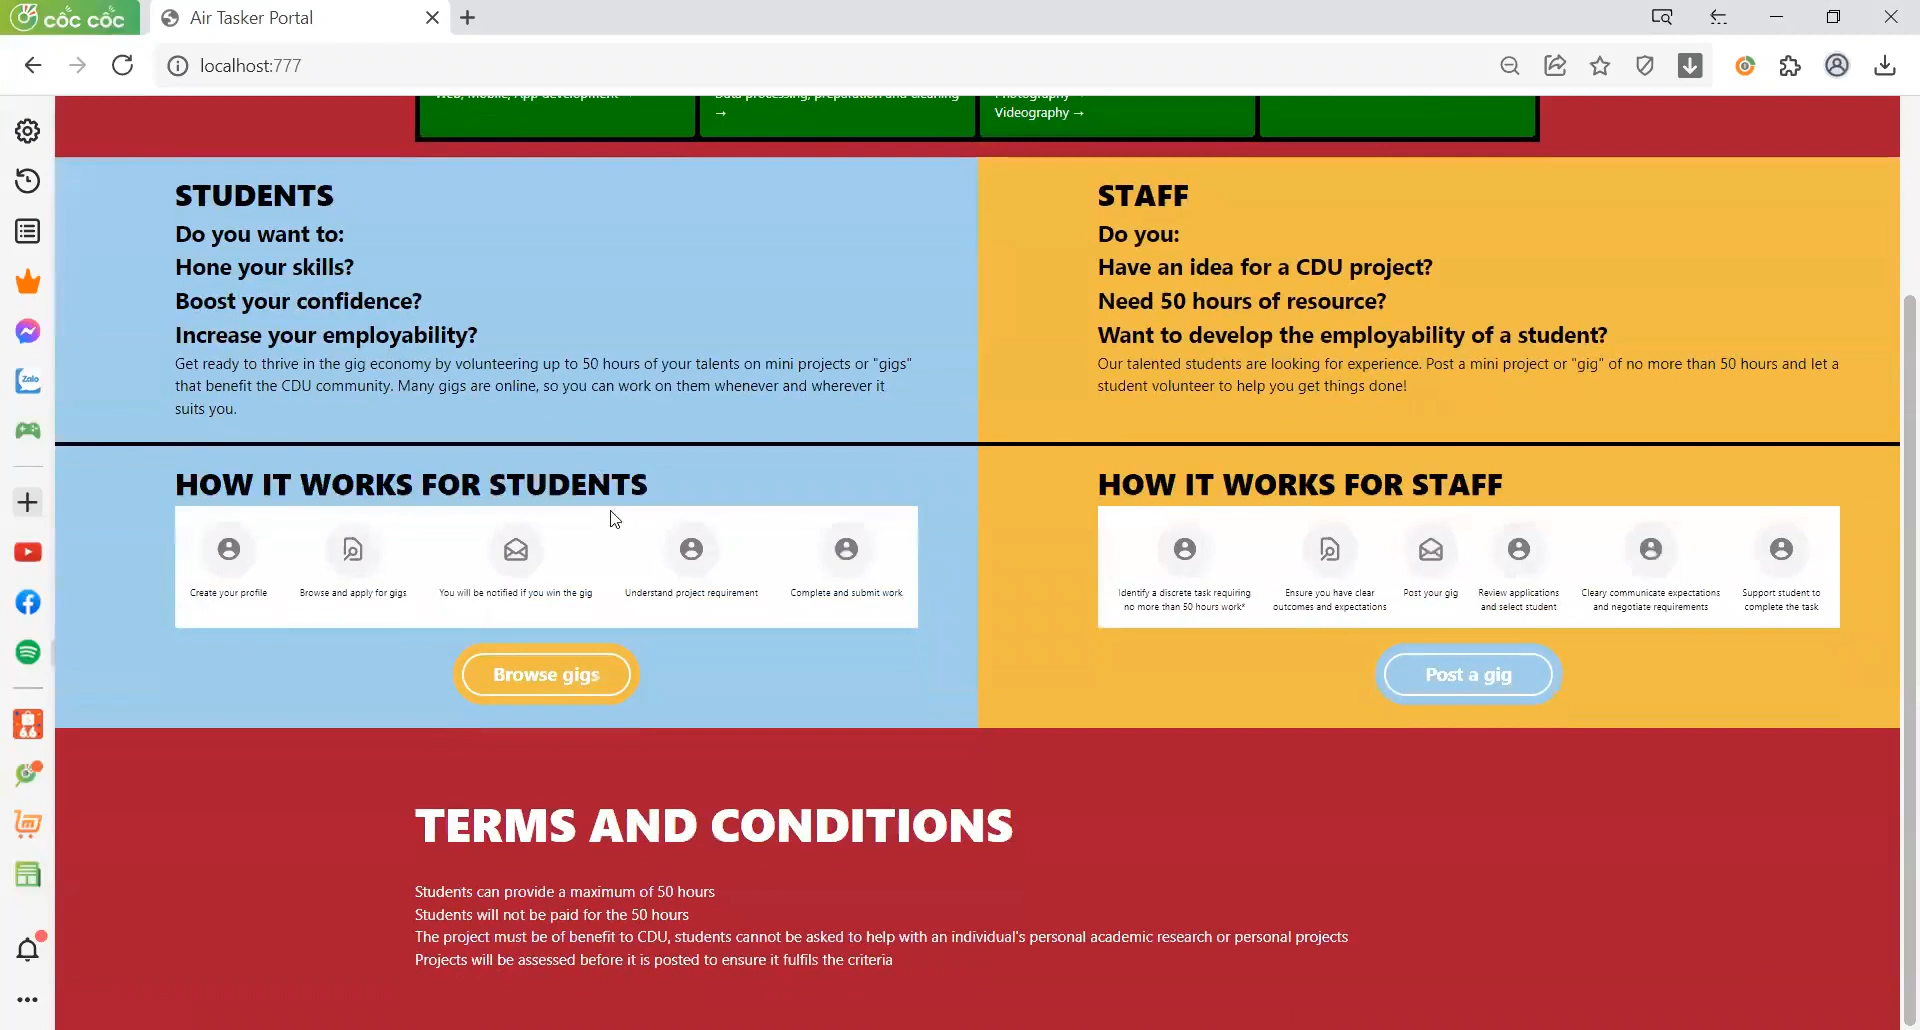 cốc cốc
Air Tasker Portal
localhost:777
Web, Mobile, App development →
Data processing, preparation and cleaning
→
Photography →
Videography →
STUDENTS
Do you want to:
Hone your skills?
Boost your confidence?
Increase your employability?
Get ready to thrive in the gig economy by volunteering up to 50 hours of your talents on mini projects or "gigs"
that benefit the CDU community. Many gigs are online, so you can work on them whenever and wherever it
suits you.
STAFF
Do you:
Have an idea for a CDU project?
Need 50 hours of resource?
Want to develop the employability of a student?
Our talented students are looking for experience. Post a mini project or "gig" of no more than 50 hours and let a
student volunteer to help you get things done!
HOW IT WORKS FOR STUDENTS
Create your profile
Browse and apply for gigs
You will be notified if you win the gig
Understand project requirement
Complete and submit work
Browse gigs
HOW IT WORKS FOR STAFF
Identify a discrete task requiring
no more than 50 hours work*
Ensure you have clear
outcomes and expectations
Post your gig
Review applications
and select student
Cleary communicate expectations
and negotiate requirements
Support student to
complete the task
Post a gig
TERMS AND CONDITIONS
Students can provide a maximum of 50 hours
Students will not be paid for the 50 hours
The project must be of benefit to CDU, students cannot be asked to help with an individual's personal academic research or personal projects
Projects will be assessed before it is posted to ensure it fulfils the criteria
Zalo